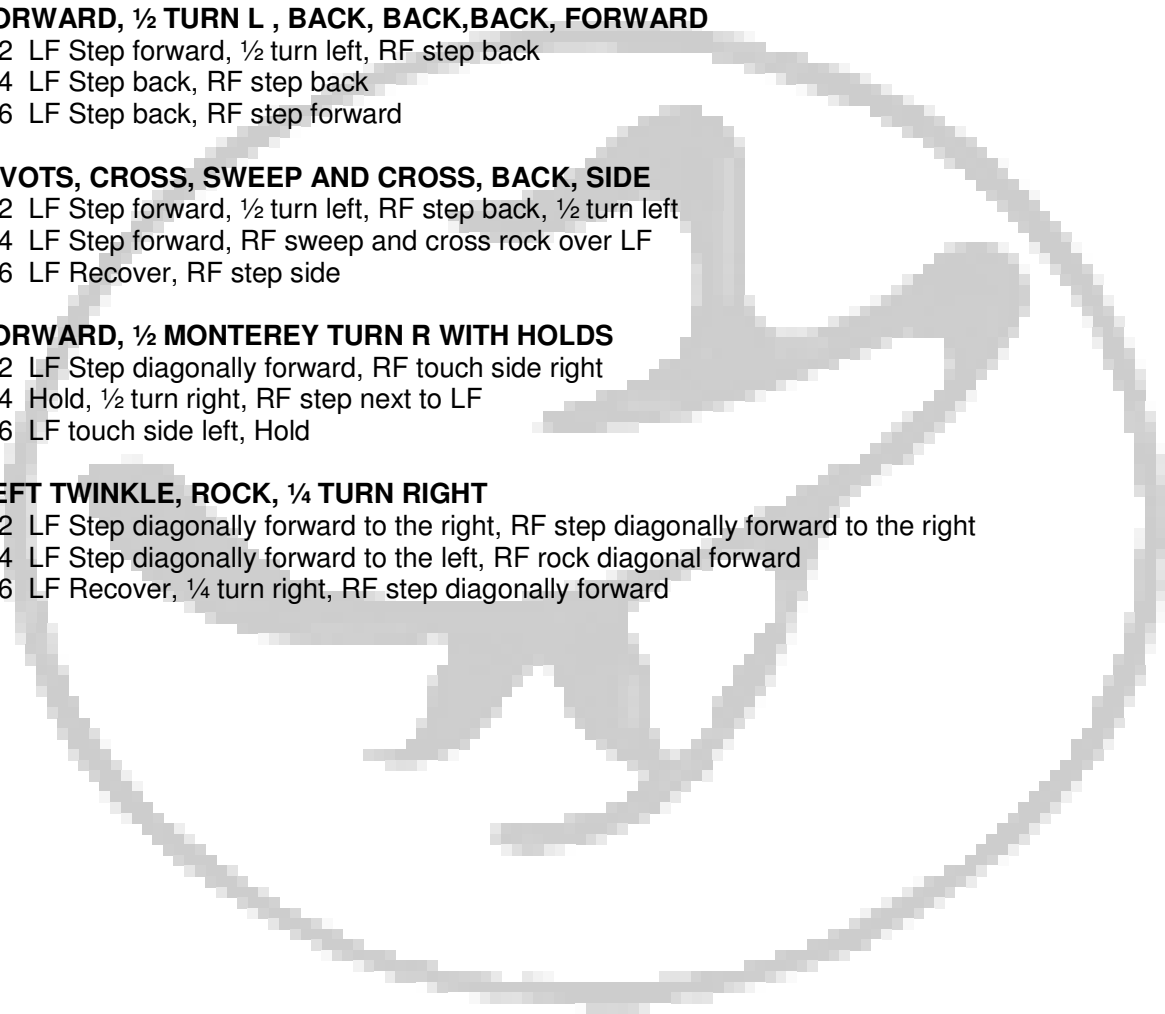 ORWARD, ½ TURN L , BACK, BACK,BACK, FORWARD
2 LF Step forward, ½ turn left, RF step back
4 LF Step back, RF step back
6 LF Step back, RF step forward
VOTS, CROSS, SWEEP AND CROSS, BACK, SIDE
2 LF Step forward, ½ turn left, RF step back, ½ turn left
4 LF Step forward, RF sweep and cross rock over LF
6 LF Recover, RF step side
ORWARD, ½ MONTEREY TURN R WITH HOLDS
2 LF Step diagonally forward, RF touch side right
4 Hold, ½ turn right, RF step next to LF
6 LF touch side left, Hold
EFT TWINKLE, ROCK, ¼ TURN RIGHT
2 LF Step diagonally forward to the right, RF step diagonally forward to the right
4 LF Step diagonally forward to the left, RF rock diagonal forward
6 LF Recover, ¼ turn right, RF step diagonally forward